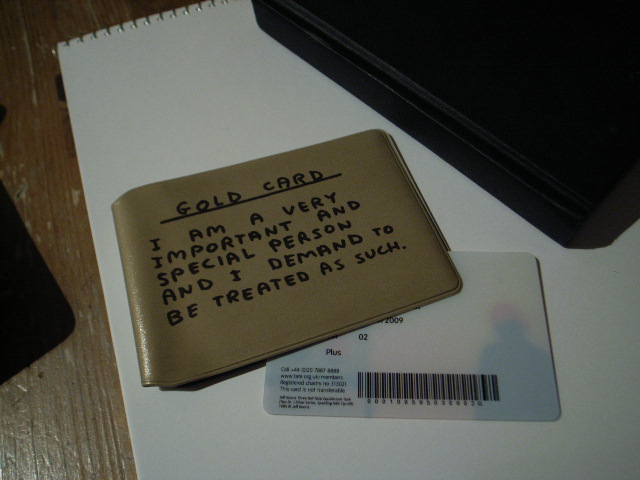 GOLD CARD
I AM A VERY
IMPORTANT AND
SPECIAL PERSON
AND I DEMAND TO
BE TREATED AS SUCH.
2009
02
Plus
Call +44 (0)20 7887 8888
www.tate.org.uk/members
Registered charity no 313021
This card is not transferable